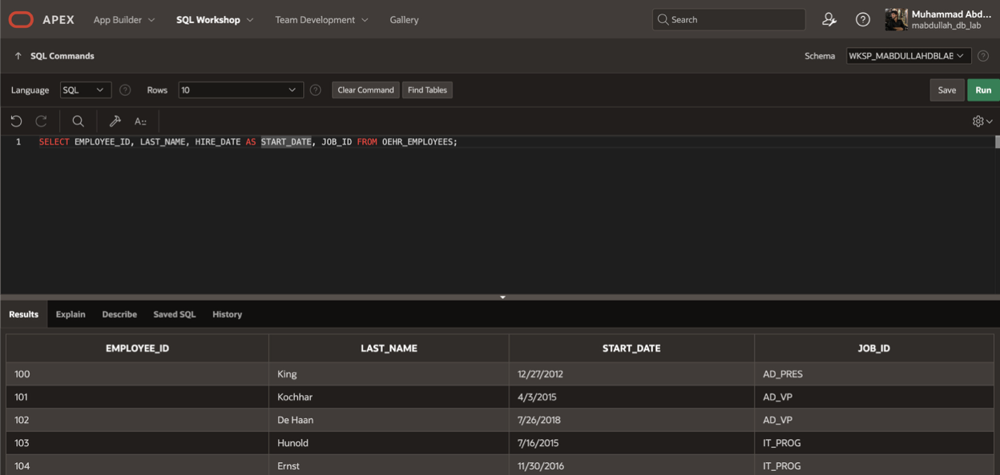 APEX App Builder SQL Workshop Team Development Gallery Search ? Muhammad Abd...
mabdullah_db_lab
↑ SQL Commands Schema WKSP_MABDULLAHDBLAB ?
Language SQL ? Rows 10 ? Clear Command Find Tables Save Run
A::
1 SELECT EMPLOYEE_ID, LAST_NAME, HIRE_DATE AS START_DATE, JOB_ID FROM OEHR_EMPLOYEES;
Results Explain Describe Saved SQL History
EMPLOYEE_ID LAST_NAME START_DATE JOB_ID
100 King 12/27/2012 AD_PRES
101 Kochhar 4/3/2015 AD_VP
102 De Haan 7/26/2018 AD_VP
103 Hunold 7/16/2015 IT_PROG
104 Ernst 11/30/2016 IT_PROG